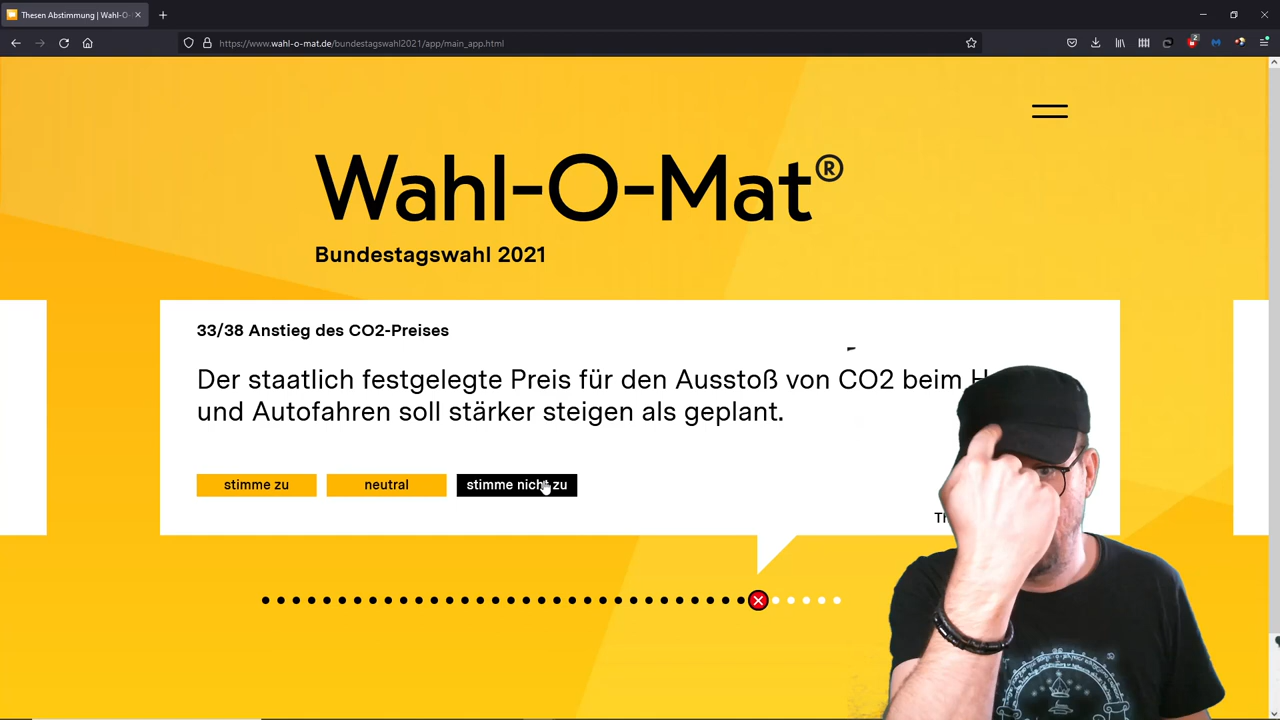 Thesen Abstimmung | Wahl-O-
https://www.wahl-o-mat.de/bundestagswahl2021/app/main_app.html
2
Wahl-O-Mat®
Bundestagswahl 2021
33/38 Anstieg des CO2-Preises
Der staatlich festgelegte Preis für den Ausstoß von CO2 beim
und Autofahren soll stärker steigen als geplant.
stimme zu
neutral
stimme nicht zu